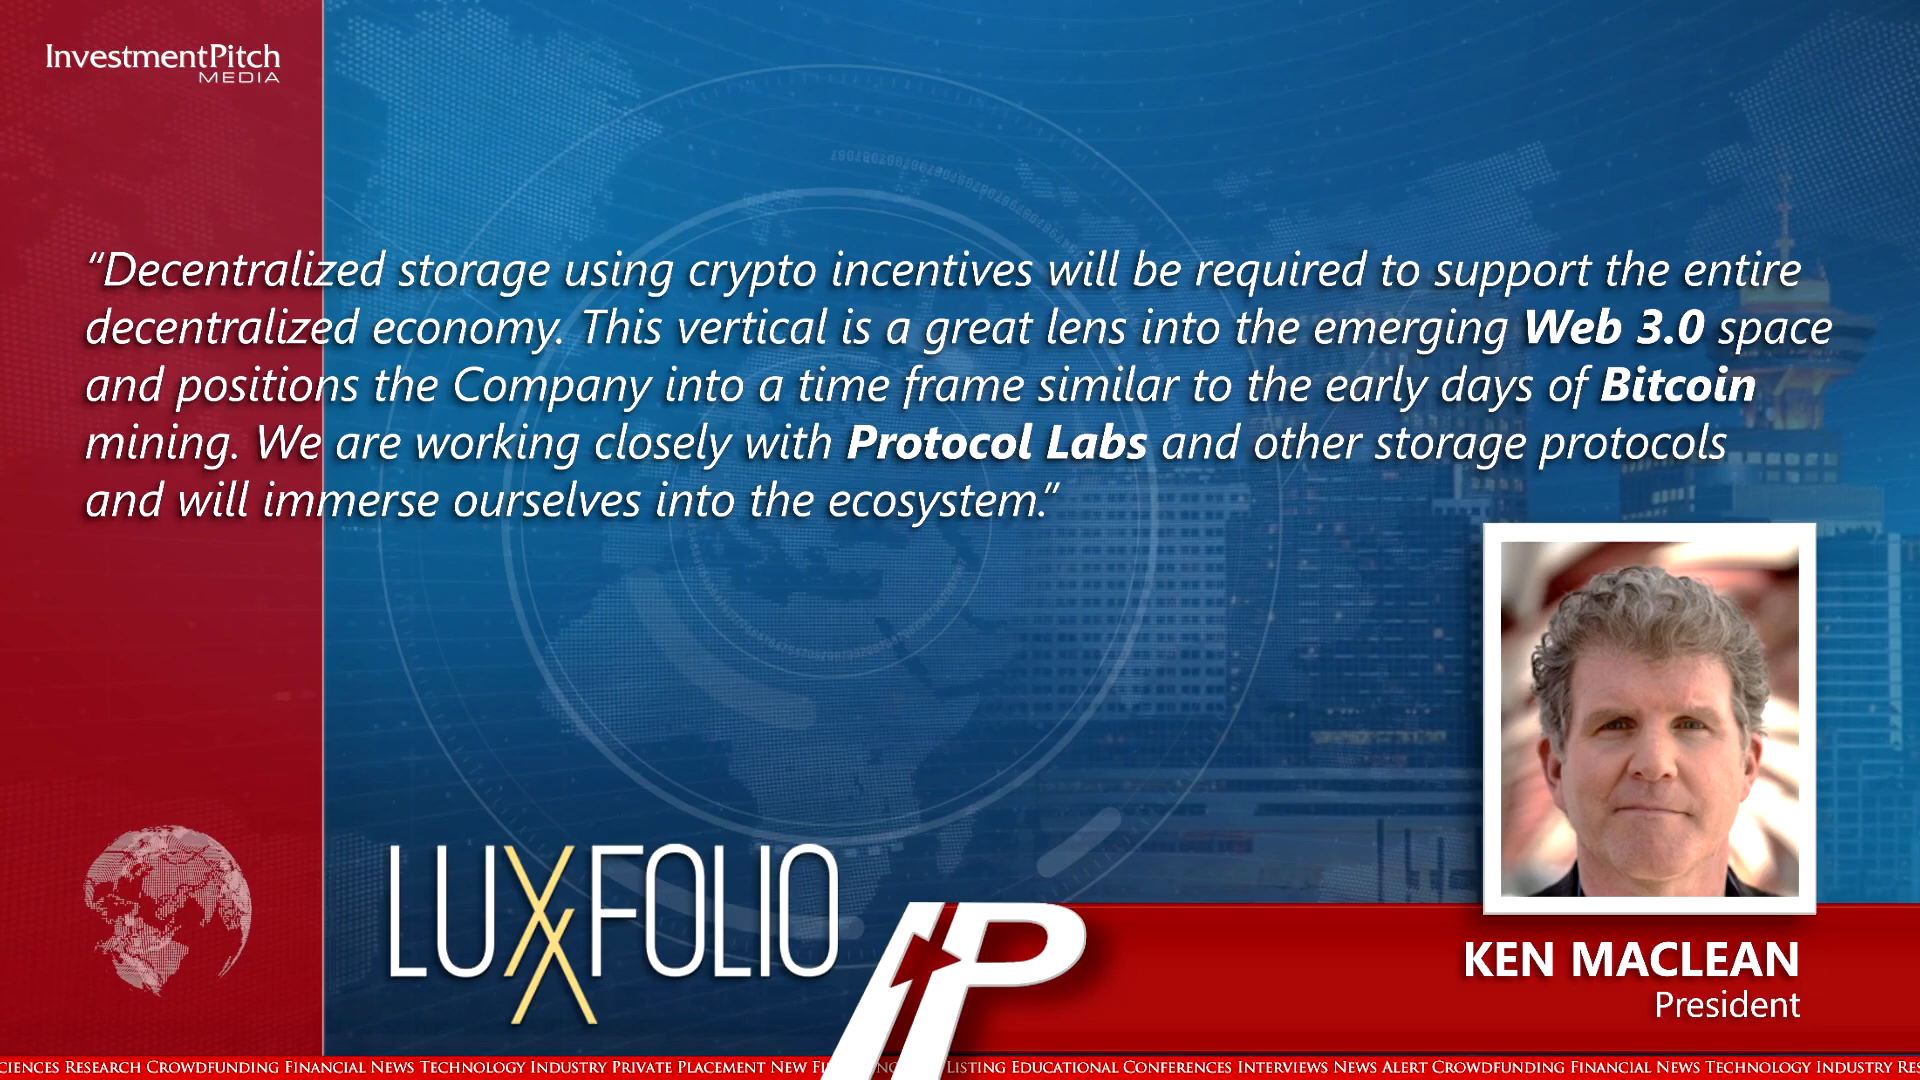 InvestmentPitch
MEDIA
“Decentralized storage using crypto incentives will be required to support the entire
decentralized economy. This vertical is a great lens into the emerging Web 3.0 space
and positions the Company into a time frame similar to the early days of Bitcoin
mining. We are working closely with Protocol Labs and other storage protocols
and will immerse ourselves into the ecosystem.”
LUXXFOLIO
IP
KEN MACLEAN
President
RESEARCH CROWDFUNDING FINANCIAL NEWS TECHNOLOGY INDUSTRY PRIVATE PLACEMENT NEW LISTING EDUCATIONAL CONFERENCES INTERVIEWS NEWS ALERT CROWDFUNDING FINANCIAL NEWS TECHNOLOGY INDUSTRY